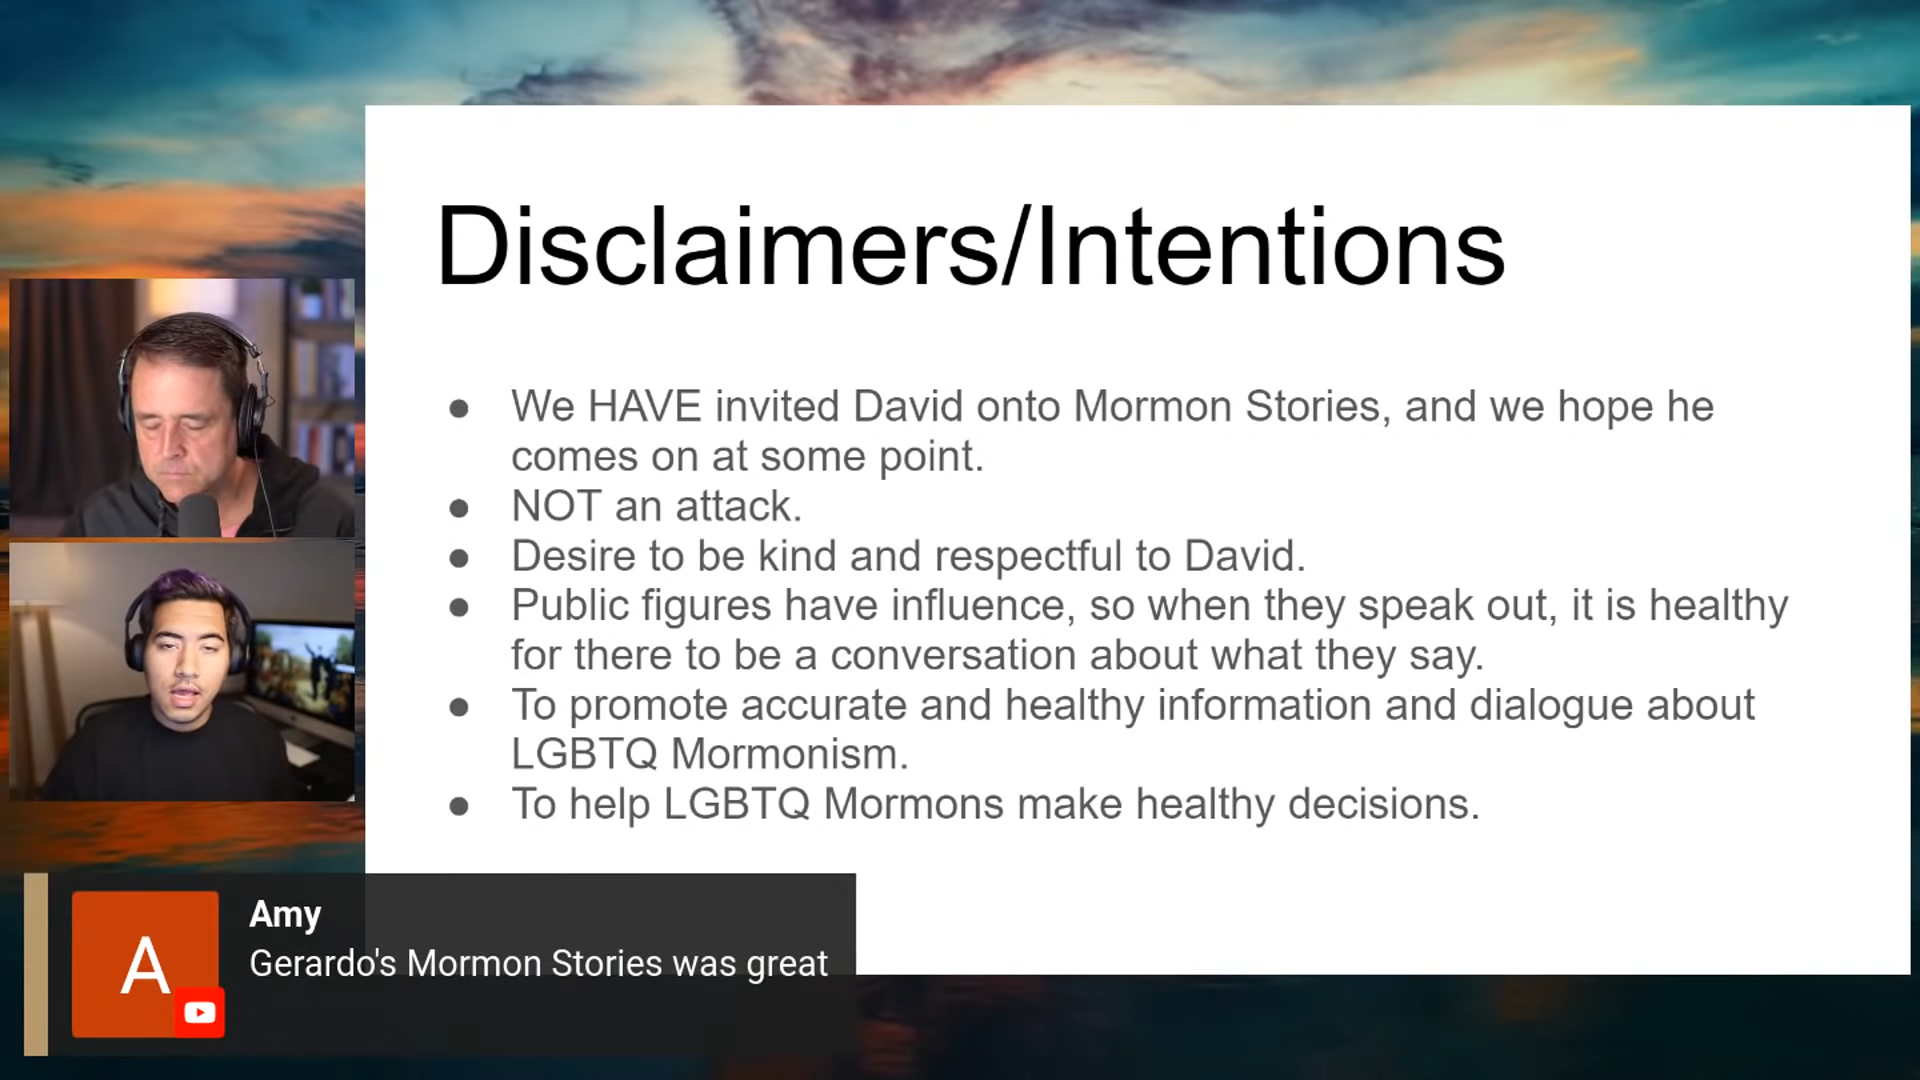 Disclaimers/Intentions
● We HAVE invited David onto Mormon Stories, and we hope he
comes on at some point.
● NOT an attack.
● Desire to be kind and respectful to David.
● Public figures have influence, so when they speak out, it is healthy
for there to be a conversation about what they say.
● To promote accurate and healthy information and dialogue about
LGBTQ Mormonism.
● To help LGBTQ Mormons make healthy decisions.
A
Amy
Gerardo's Mormon Stories was great